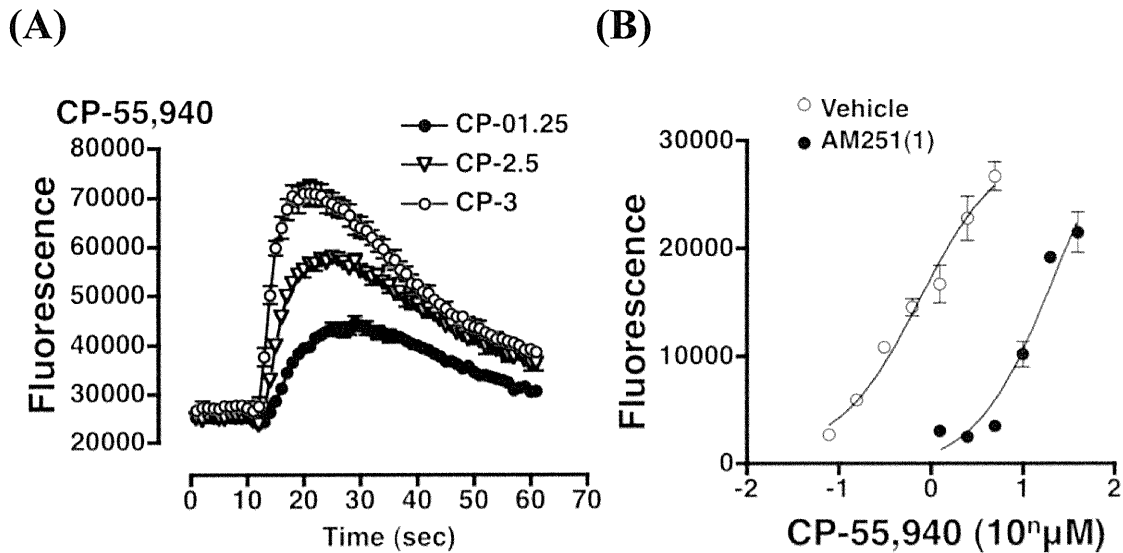 (A)
CP-55,940
CP-01.25
CP-2.5
CP-3
80000
70000
60000
50000
40000
30000
20000
Fluorescence
0 10 20 30 40 50 60 70
Time (sec)
(B)
Vehicle
AM251(1)
30000
20000
10000
0
Fluorescence
-2 -1 0 1 2
CP-55,940 (10ⁿµM)